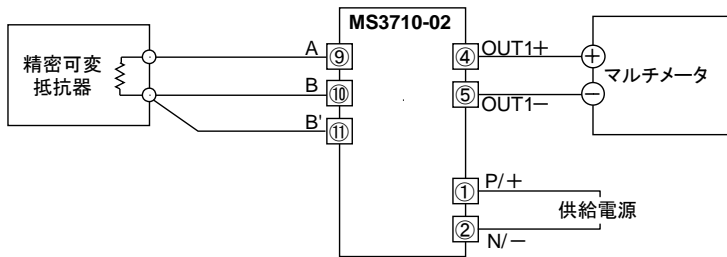 MS3710-02
精密可変
抵抗器
A
⑨
B
⑩
B'
⑪
④
OUT1+
⑤
OUT1−
+
−
マルチメータ
①
P/+
②
N/−
供給電源